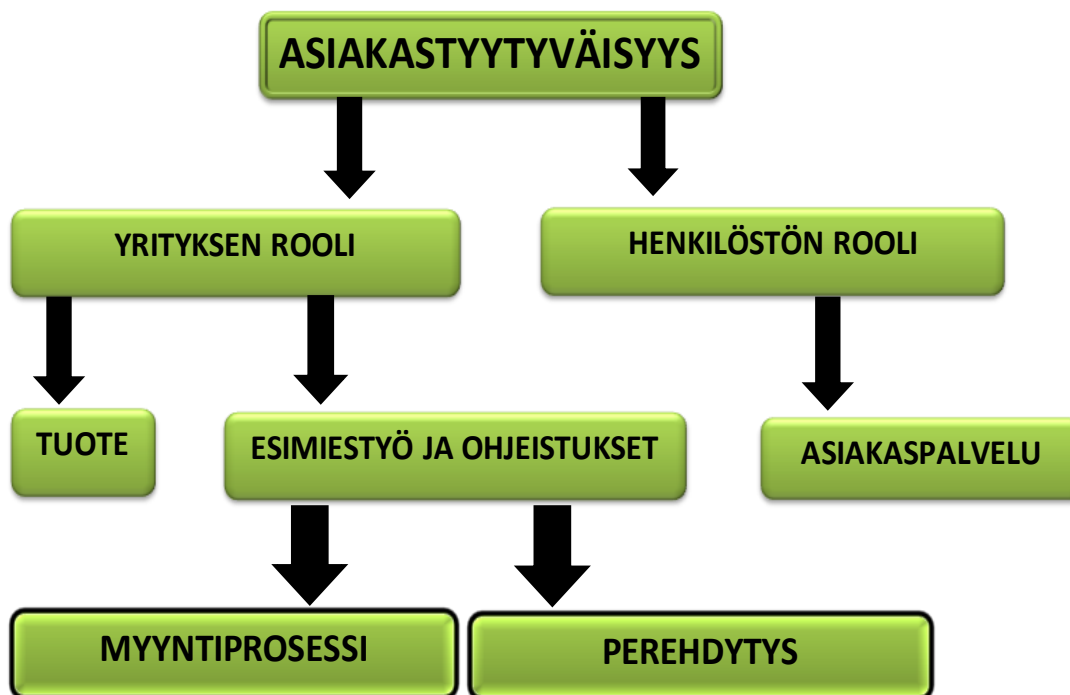 ASIAKASTYYTYVÄISYYS
YRITYKSEN ROOLI
HENKILÖSTÖN ROOLI
TUOTE
ESIMIESTYÖ JA OHJEISTUKSET
ASIAKASPALVELU
MYYNTIPROSESSI
PEREHDYTYS